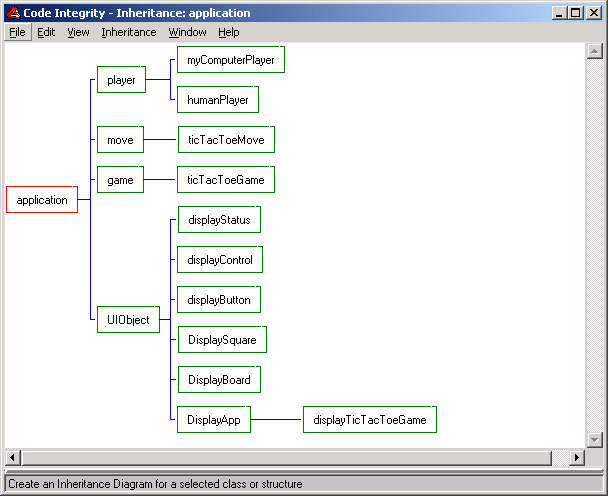 Code Integrity - Inheritance: application
File Edit View Inheritance Window Help
myComputerPlayer
player
humanPlayer
move
ticTacToeMove
game
ticTacToeGame
application
displayStatus
displayControl
displayButton
UIObject
DisplaySquare
DisplayBoard
DisplayApp
displayTicTacToeGame
Create an Inheritance Diagram for a selected class or structure